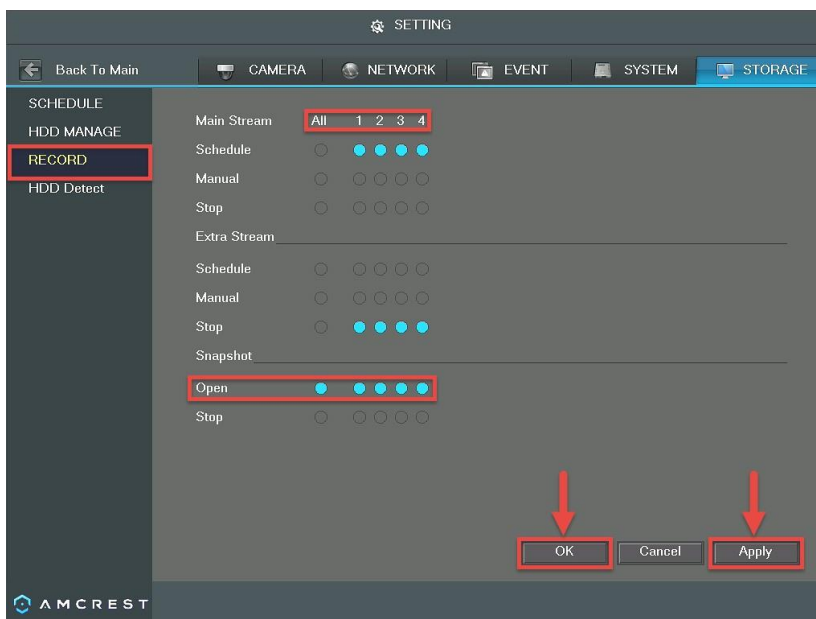 SETTING
Back To Main
CAMERA
NETWORK
EVENT
SYSTEM
STORAGE
SCHEDULE
HDD MANAGE
RECORD
HDD Detect
Main Stream All 1 2 3 4
Schedule
Manual
Stop
Extra Stream
Schedule
Manual
Stop
Snapshot
Open
Stop
OK Cancel Apply
AMCREST